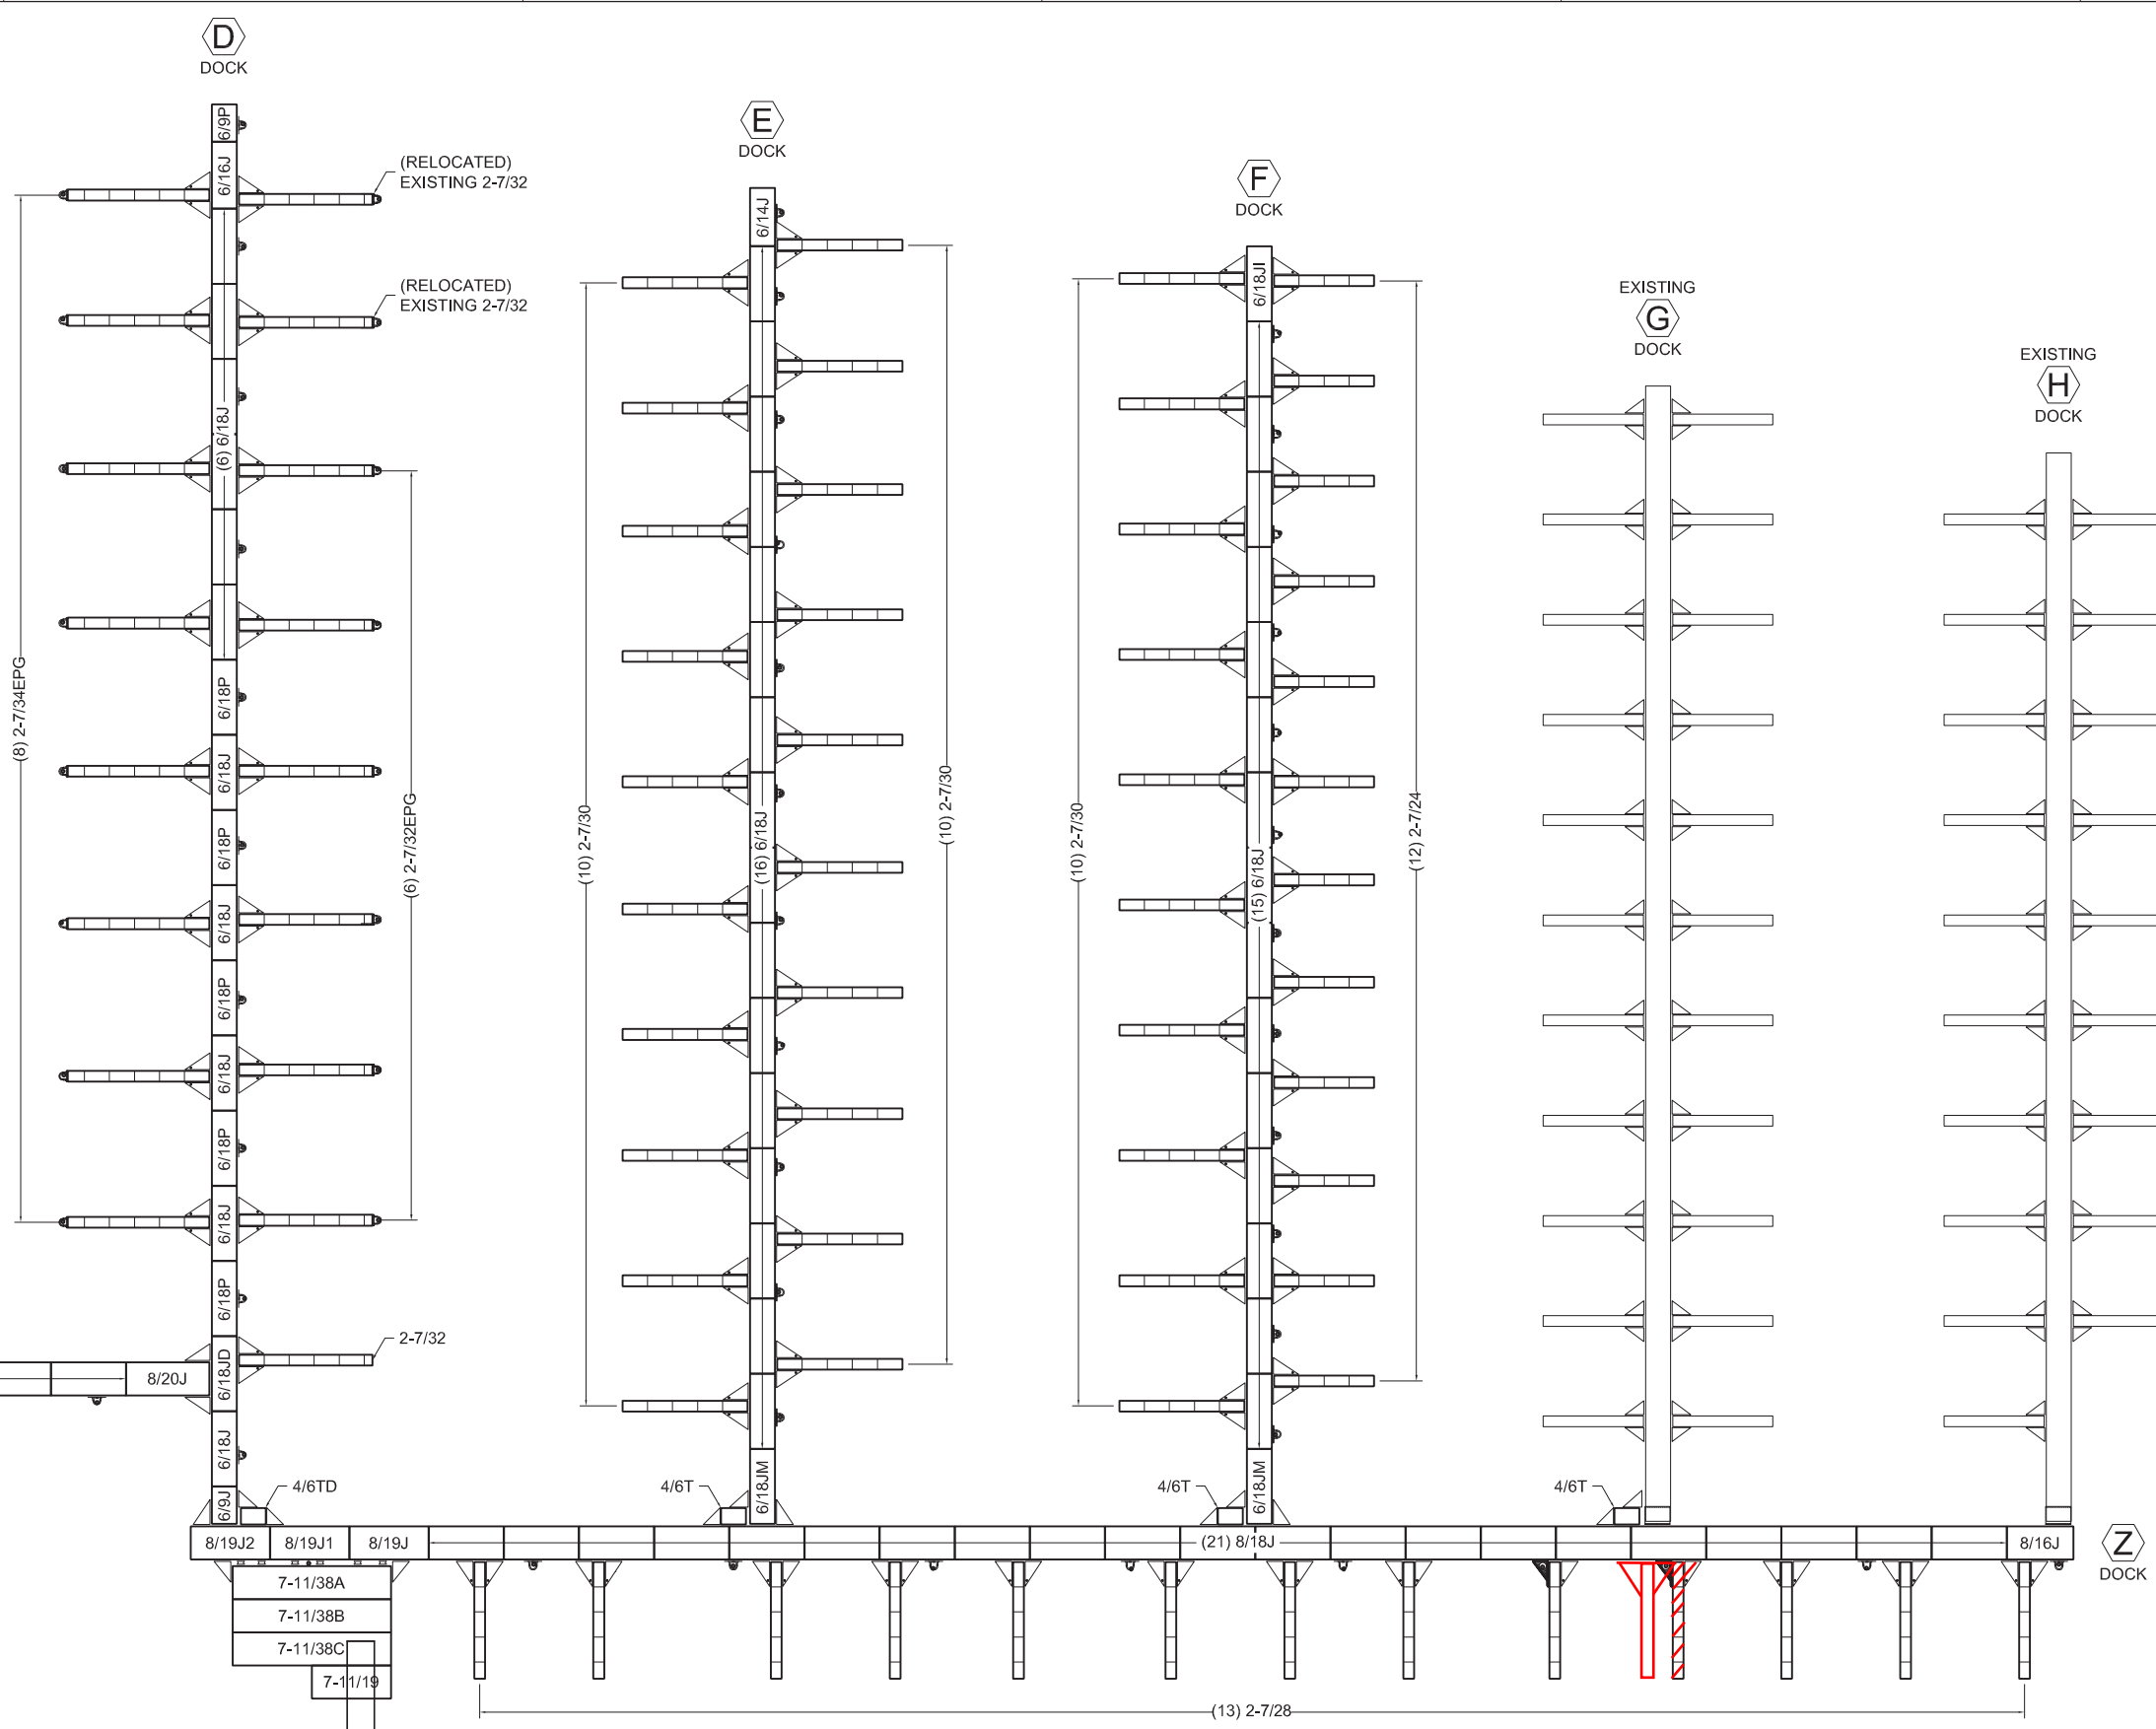 D
DOCK
6/9P
6/16J
(RELOCATED)
EXISTING 2-7/32
(RELOCATED)
EXISTING 2-7/32
(6) 6/18J
(8) 2-7/34EPG
6/18P
6/18J
6/18P
(6) 2-7/32EPG
6/18J
6/18P
6/18J
6/18P
6/18J
6/18P
2-7/32
6/18JD
8/20J
6/18J
6/9J
4/6TD
E
DOCK
6/14J
(10) 2-7/30
(16) 6/18J
(10) 2-7/30
4/6T
6/18JM
F
DOCK
6/18JI
(10) 2-7/30
(15) 6/18J
(12) 2-7/24
4/6T
6/18JM
EXISTING
G
DOCK
4/6T
EXISTING
H
DOCK
8/19J2
8/19J1
8/19J
(21) 8/18J
8/16J
Z
DOCK
7-11/38A
7-11/38B
7-11/38C
7-11/19
(13) 2-7/28